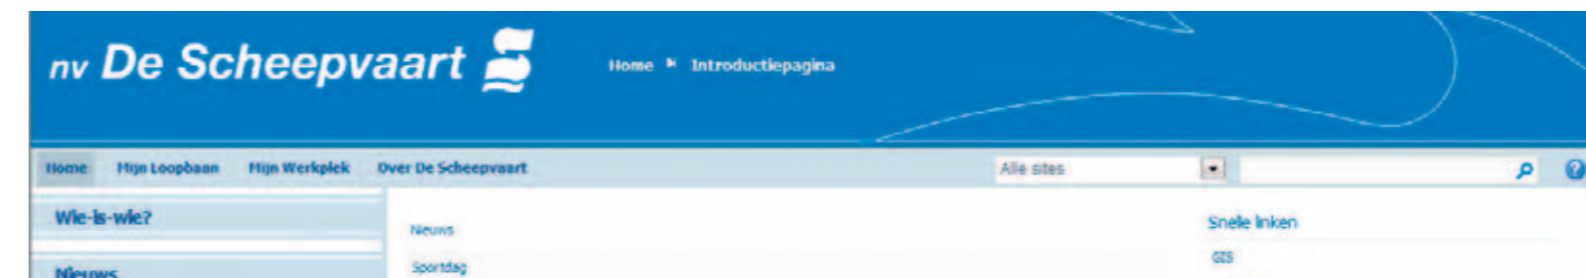 nv De Scheepvaart
Home Introductiepagina
Home Mijn Loopbaan Mijn Werkplek Over De Scheepvaart Alle sites
Wie-is-wie?
Nieuws
Nieuws
Sportdag
Snelle linken
GIS